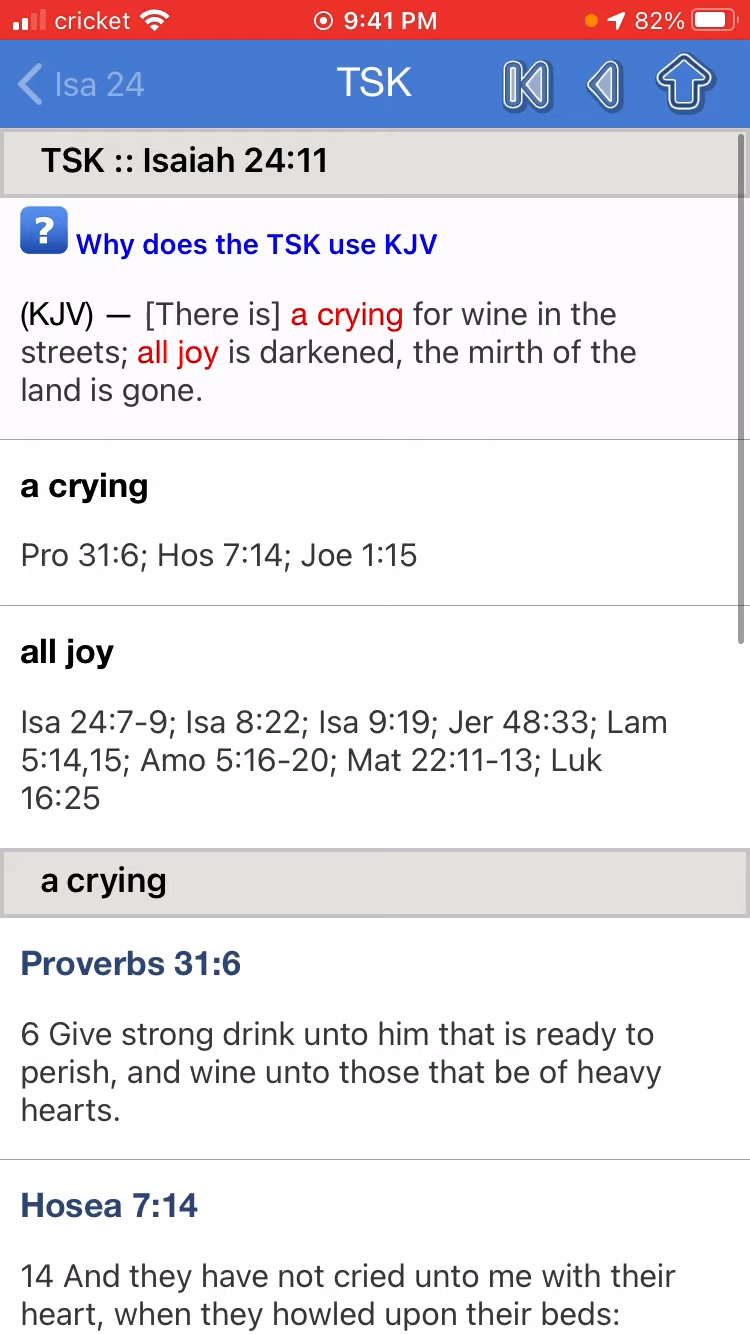 cricket 9:41 PM 82%
Isa 24 TSK
TSK :: Isaiah 24:11
? Why does the TSK use KJV
(KJV) — [There is] a crying for wine in the
streets; all joy is darkened, the mirth of the
land is gone.
a crying
Pro 31:6; Hos 7:14; Joe 1:15
all joy
Isa 24:7-9; Isa 8:22; Isa 9:19; Jer 48:33; Lam
5:14,15; Amo 5:16-20; Mat 22:11-13; Luk
16:25
a crying
Proverbs 31:6
6 Give strong drink unto him that is ready to
perish, and wine unto those that be of heavy
hearts.
Hosea 7:14
14 And they have not cried unto me with their
heart, when they howled upon their beds: